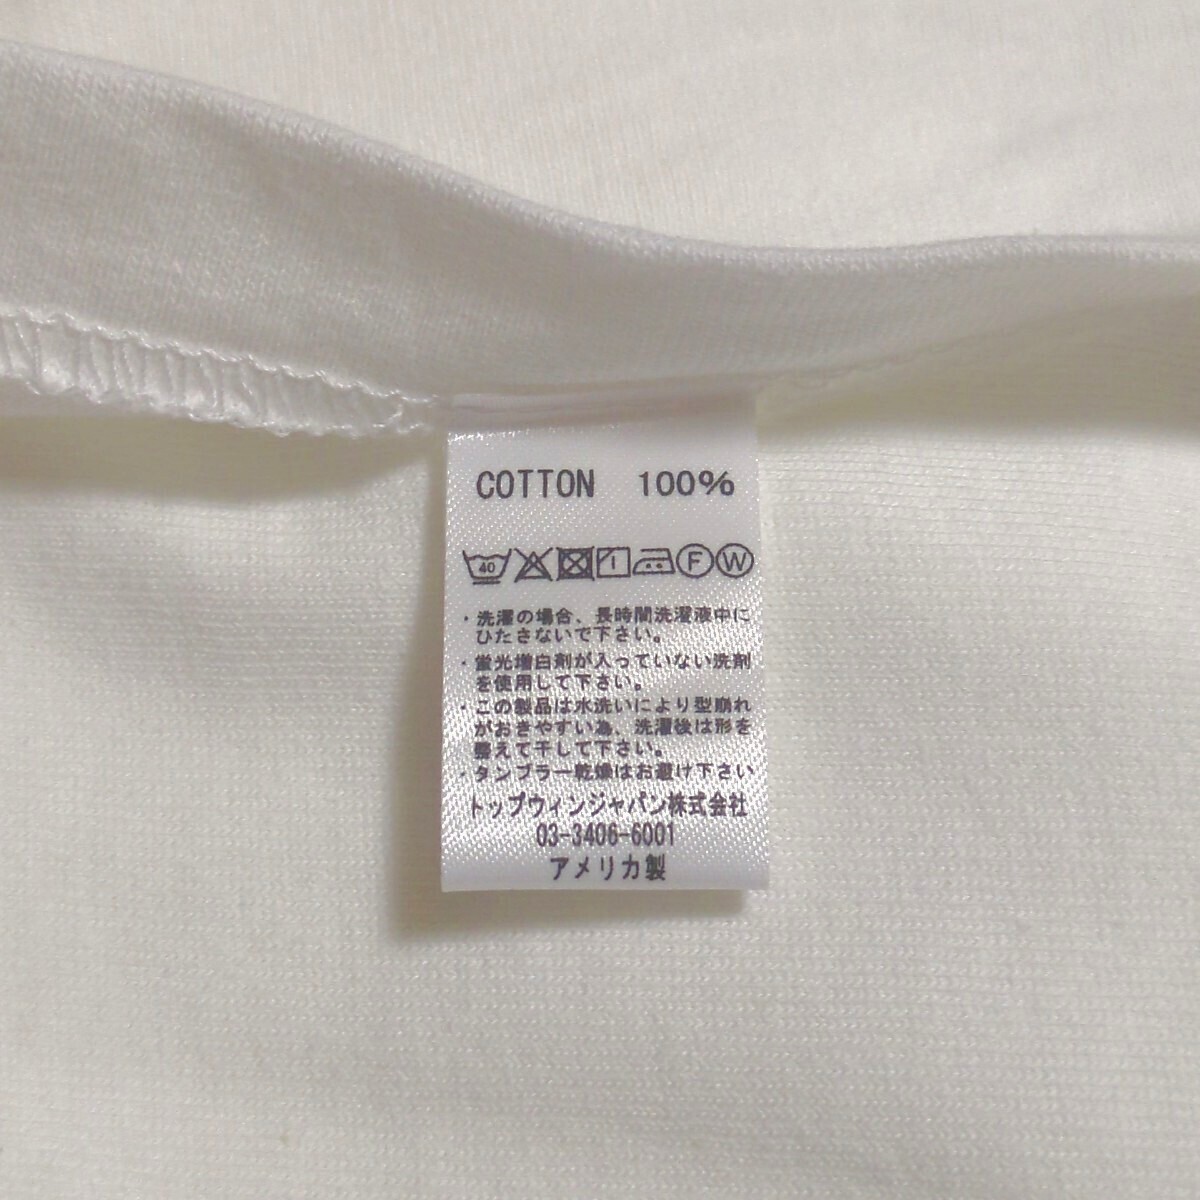 COTTON 100%
40 F W
・洗濯の場合、長時間洗濯液中に
ひたさないで下さい。
・蛍光増白剤が入っていない洗剤
を使用して下さい。
・この製品は水洗いにより型崩れ
がおきやすい為、洗濯後は形を
整えて干して下さい。
・タンブラー乾燥はお避け下さい
トップウィンジャパン株式会社
03-3406-6001
アメリカ製